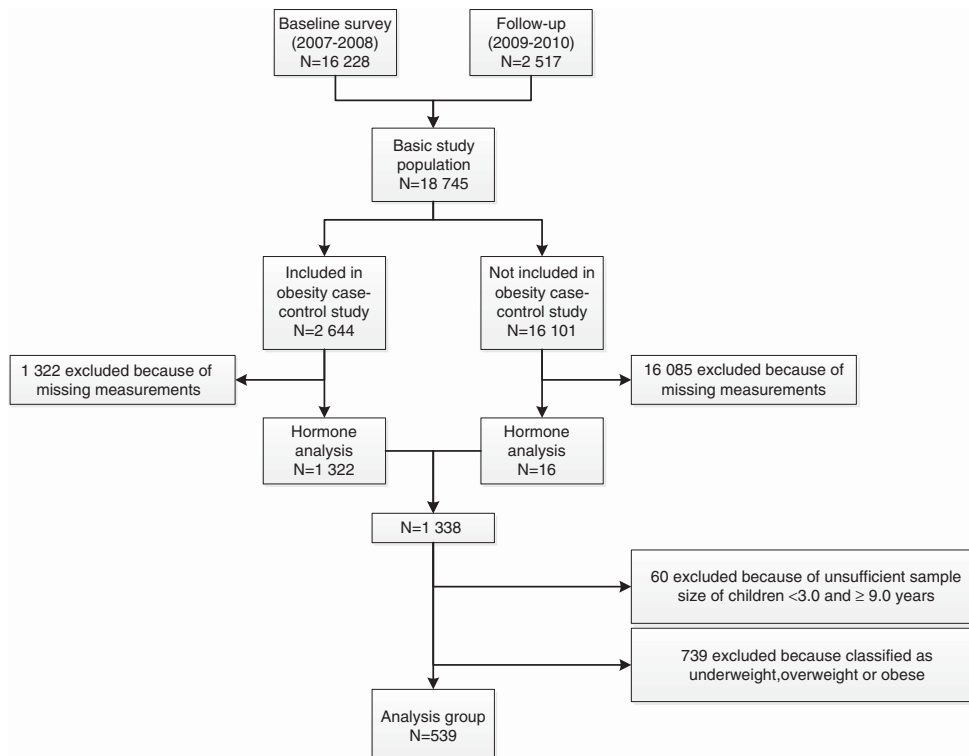 Baseline survey
(2007-2008)
N=16 228
Follow-up
(2009-2010)
N=2 517
Basic study
population
N=18 745
Included in
obesity case-
control study
N=2 644
Not included in
obesity case-
control study
N=16 101
1 322 excluded because of
missing measurements
16 085 excluded because of
missing measurements
Hormone
analysis
N=1 322
Hormone
analysis
N=16
N=1 338
60 excluded because of unsufficient sample
size of children <3.0 and ≥ 9.0 years
739 excluded because classified as
underweight,overweight or obese
Analysis group
N=539